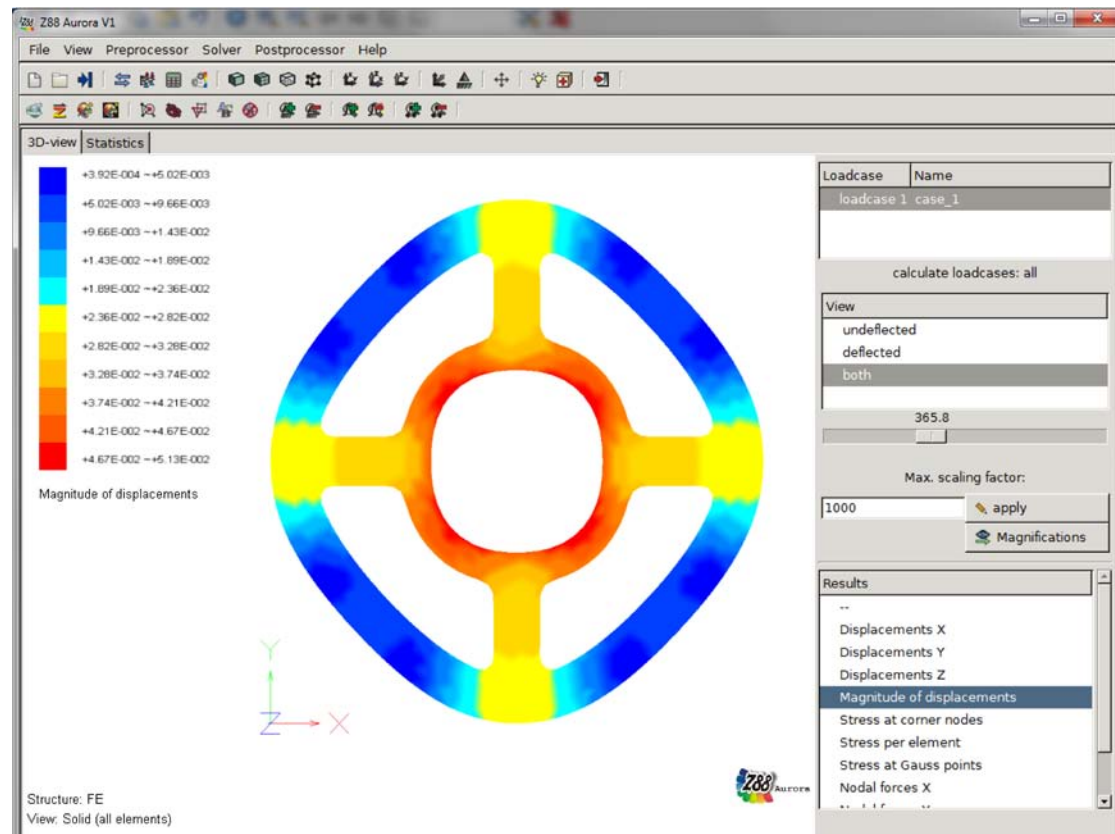 Z88 Aurora V1
File View Preprocessor Solver Postprocessor Help
3D-view Statistics
+3.92E-004 ~+5.02E-003
+5.02E-003 ~+9.66E-003
+9.66E-003 ~+1.43E-002
+1.43E-002 ~+1.89E-002
+1.89E-002 ~+2.36E-002
+2.36E-002 ~+2.82E-002
+2.82E-002 ~+3.28E-002
+3.28E-002 ~+3.74E-002
+3.74E-002 ~+4.21E-002
+4.21E-002 ~+4.67E-002
+4.67E-002 ~+5.13E-002
Magnitude of displacements
Y
Z X
Z88 Aurora
Structure: FE
View: Solid (all elements)
Loadcase Name
loadcase 1 case_1
calculate loadcases: all
View
undeflected
deflected
both
365.8
Max. scaling factor:
1000 apply
Magnifications
Results
--
Displacements X
Displacements Y
Displacements Z
Magnitude of displacements
Stress at corner nodes
Stress per element
Stress at Gauss points
Nodal forces X